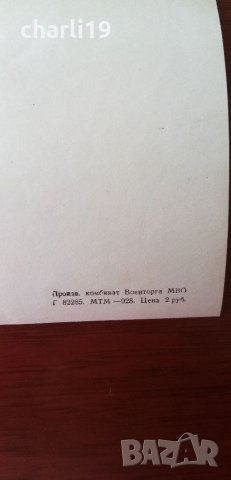 charli19
Произв. комбинат Военторга МВО
Г 82285. МТМ—928. Цена 2 руб.
BAZAR